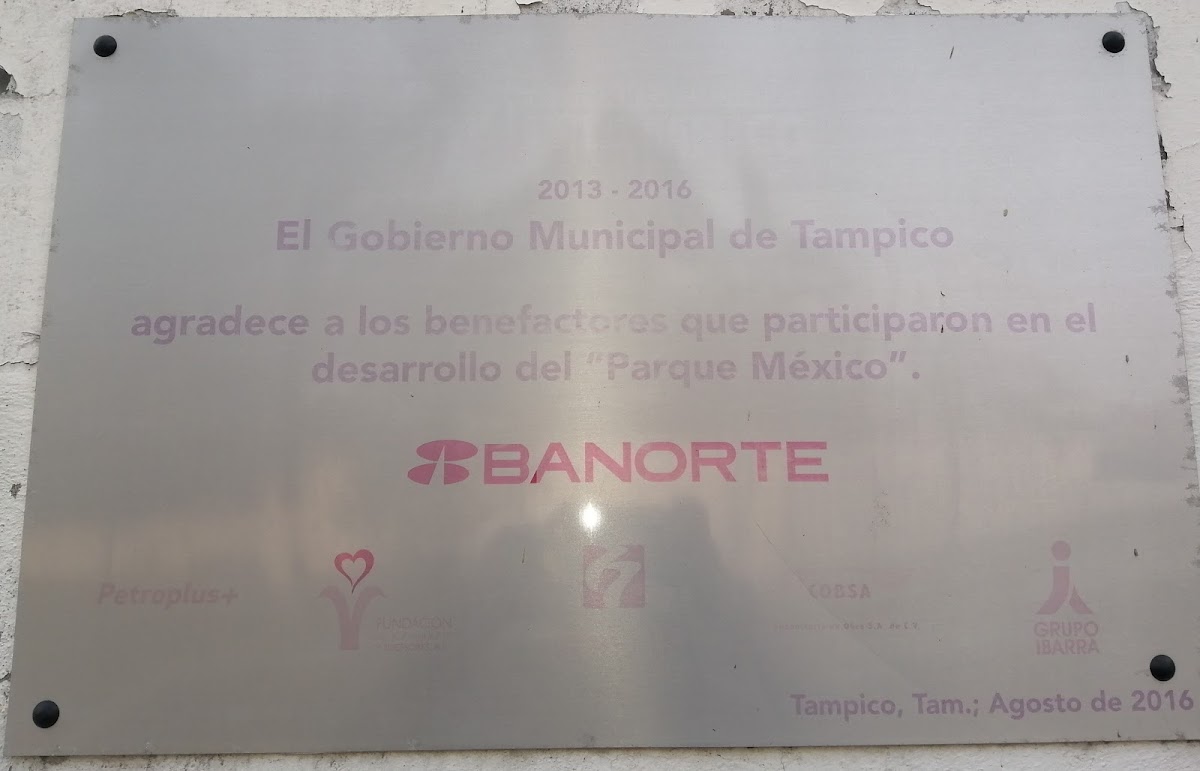 2013 - 2016
El Gobierno Municipal de Tampico
agradece a los benefactores que participaron en el
desarrollo del “Parque México”.
BANORTE
Petroplus+
FUNDACION
COBSA
GRUPO
IBARRA
Tampico, Tam.; Agosto de 2016